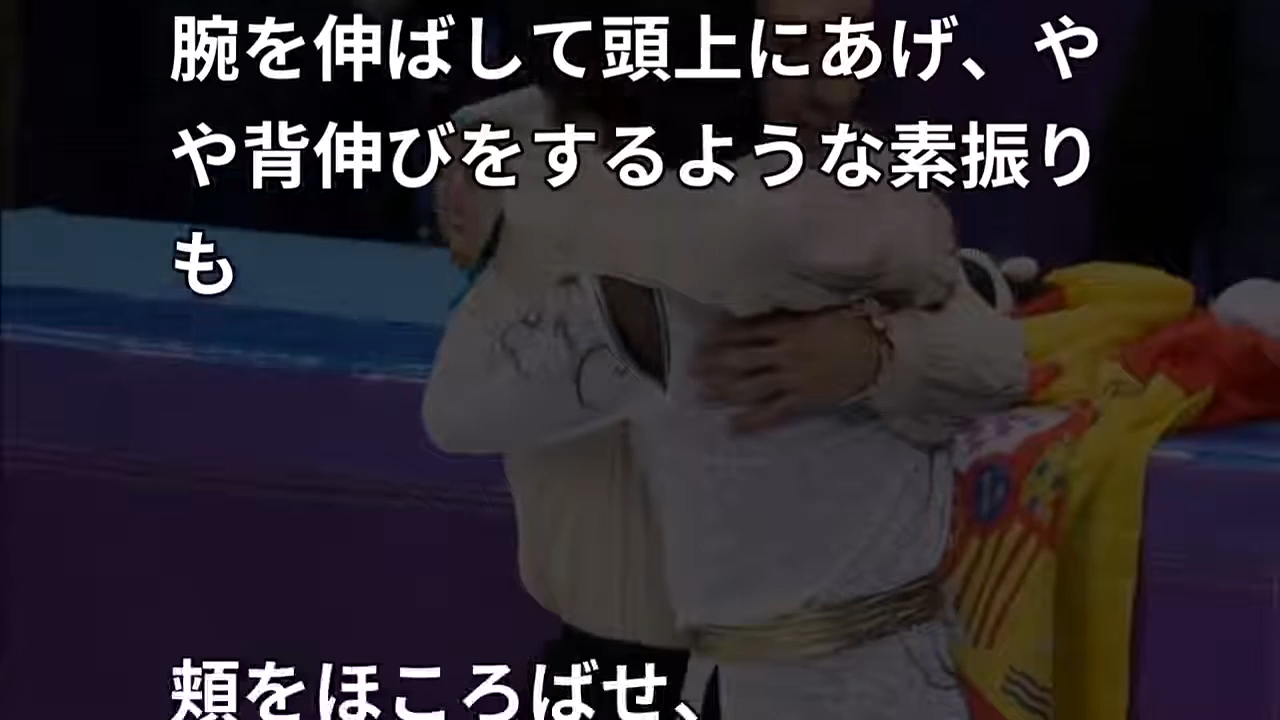 腕を伸ばして頭上にあげ、や
や背伸びをするような素振り
も
頬をほころばせ、